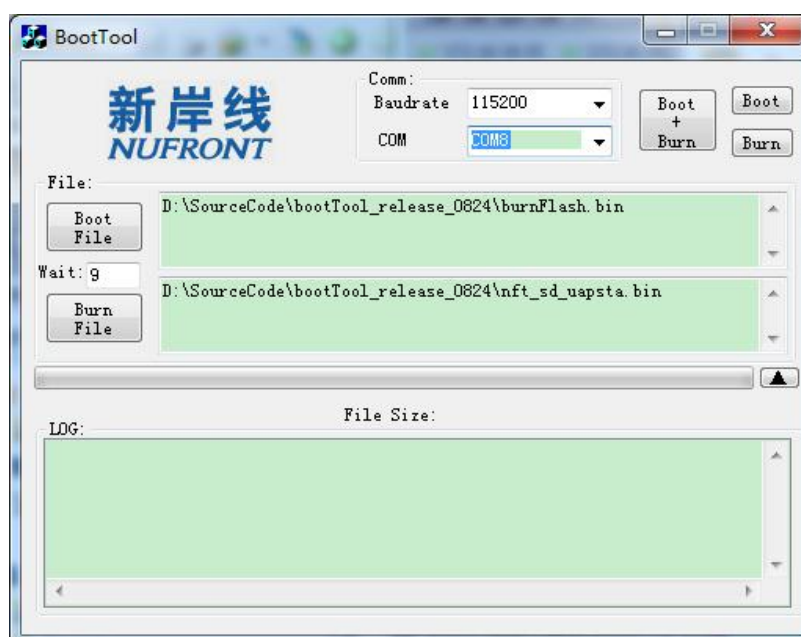 BootTool
新岸线
NUFRONT
Comm:
Baudrate 115200
COM COM8
Boot
+
Burn
Boot
Burn
File:
Boot
File
D:\SourceCode\bootTool_release_0824\burnFlash.bin
Wait: 9
Burn
File
D:\SourceCode\bootTool_release_0824\nft_sd_uapsta.bin
File Size:
LOG: